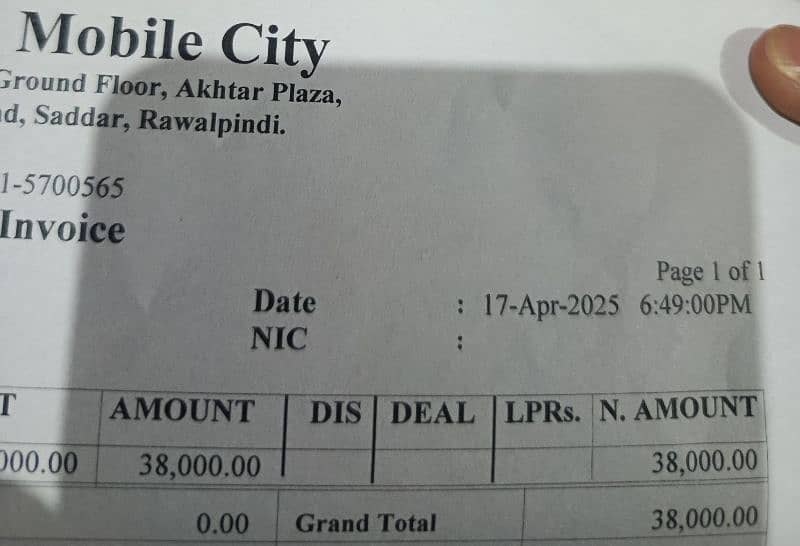 Mobile City
Ground Floor, Akhtar Plaza,
d, Saddar, Rawalpindi.
1-5700565
Invoice
Page 1 of 1
Date : 17-Apr-2025 6:49:00PM
NIC :
T AMOUNT DIS DEAL LPRs. N. AMOUNT
000.00 38,000.00 38,000.00
0.00 Grand Total 38,000.00